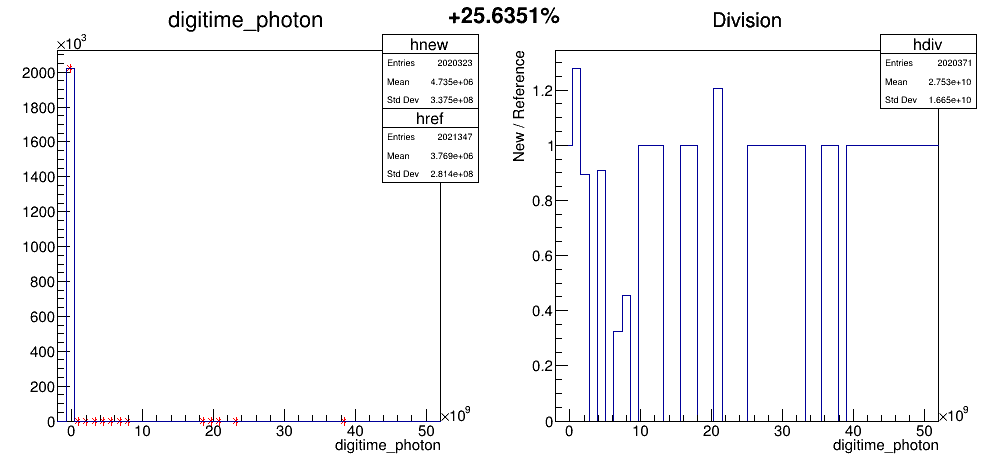 +25.6351%
digitime_photon
×10³
hnew
Entries 2020323
Mean 4.735e+06
Std Dev 3.375e+08
href
Entries 2021347
Mean 3.769e+06
Std Dev 2.814e+08
2000
1800
1600
1400
1200
1000
800
600
400
200
0
0 10 20 30 40 50
×10⁹
digitime_photon
Division
hdiv
Entries 2020371
Mean 2.753e+10
Std Dev 1.665e+10
New / Reference
1.2
1
0.8
0.6
0.4
0.2
0
0 10 20 30 40 50
×10⁹
digitime_photon